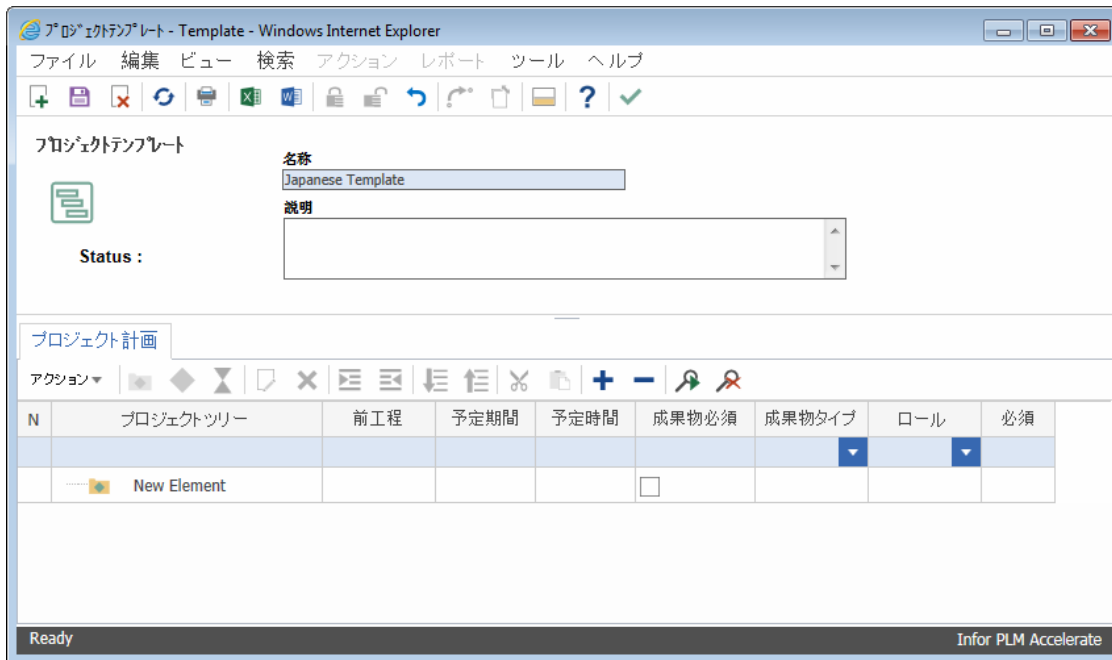 ﾌﾟﾛｼﾞｪｸﾄﾃﾝﾌﾟﾚｰﾄ - Template - Windows Internet Explorer
ファイル 編集 ビュー 検索 アクション レポート ツール ヘルプ
ﾌﾟﾛｼﾞｪｸﾄﾃﾝﾌﾟﾚｰﾄ
名称
Japanese Template
説明
Status :
プロジェクト計画
アクション
N プロジェクトツリー 前工程 予定期間 予定時間 成果物必須 成果物タイプ ロール 必須
New Element
Ready Infor PLM Accelerate